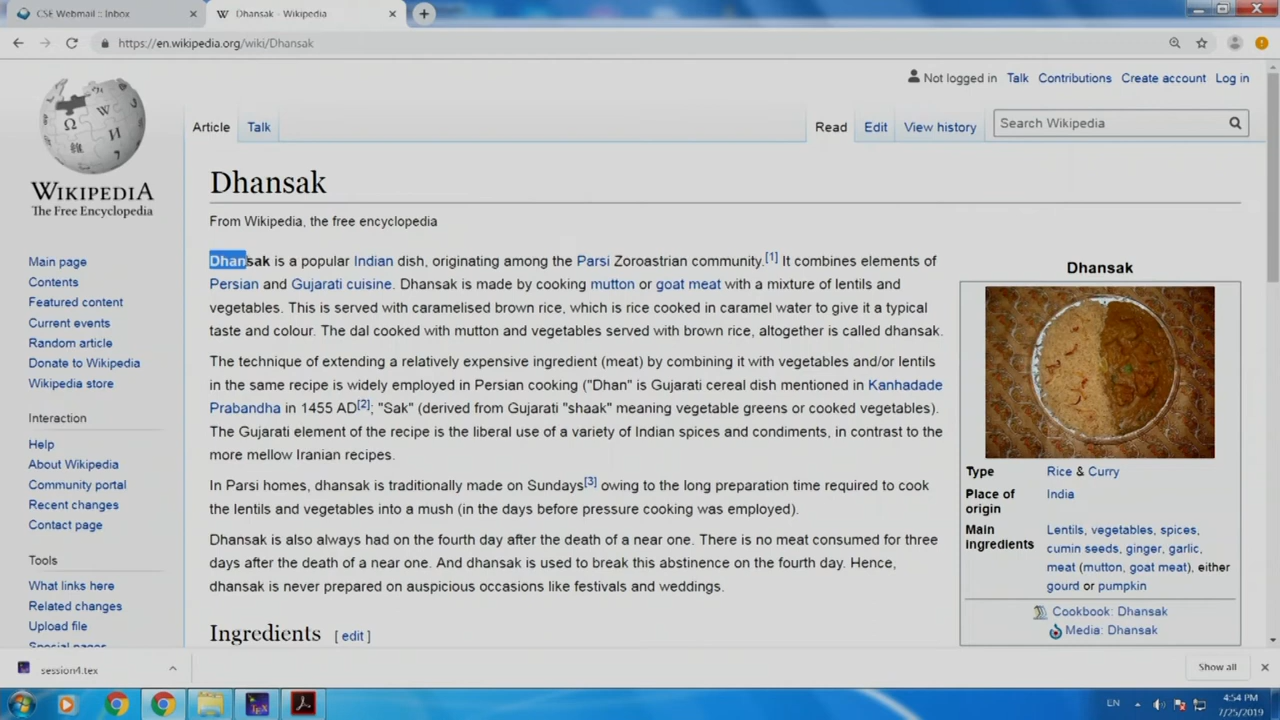 CSE Webmail :: Inbox
Dhansak - Wikipedia
https://en.wikipedia.org/wiki/Dhansak
Not logged in Talk Contributions Create account Log in
Article Talk
Read Edit View history
Search Wikipedia
WIKIPEDIA
The Free Encyclopedia
Main page
Contents
Featured content
Current events
Random article
Donate to Wikipedia
Wikipedia store
Interaction
Help
About Wikipedia
Community portal
Recent changes
Contact page
Tools
What links here
Related changes
Upload file
Special pages
Dhansak
From Wikipedia, the free encyclopedia
Dhansak is a popular Indian dish, originating among the Parsi Zoroastrian community.[1] It combines elements of
Persian and Gujarati cuisine. Dhansak is made by cooking mutton or goat meat with a mixture of lentils and
vegetables. This is served with caramelised brown rice, which is rice cooked in caramel water to give it a typical
taste and colour. The dal cooked with mutton and vegetables served with brown rice, altogether is called dhansak.
The technique of extending a relatively expensive ingredient (meat) by combining it with vegetables and/or lentils
in the same recipe is widely employed in Persian cooking ("Dhan" is Gujarati cereal dish mentioned in Kanhadade
Prabandha in 1455 AD[2]; "Sak" (derived from Gujarati "shaak" meaning vegetable greens or cooked vegetables).
The Gujarati element of the recipe is the liberal use of a variety of Indian spices and condiments, in contrast to the
more mellow Iranian recipes.
In Parsi homes, dhansak is traditionally made on Sundays[3] owing to the long preparation time required to cook
the lentils and vegetables into a mush (in the days before pressure cooking was employed).
Dhansak is also always had on the fourth day after the death of a near one. There is no meat consumed for three
days after the death of a near one. And dhansak is used to break this abstinence on the fourth day. Hence,
dhansak is never prepared on auspicious occasions like festivals and weddings.
Ingredients [ edit ]
Dhansak
Type Rice & Curry
Place of origin India
Main ingredients Lentils, vegetables, spices,
cumin seeds, ginger, garlic,
meat (mutton, goat meat), either
gourd or pumpkin
Cookbook: Dhansak
Media: Dhansak
session4.tex
Show all
EN
4:54 PM
7/25/2019